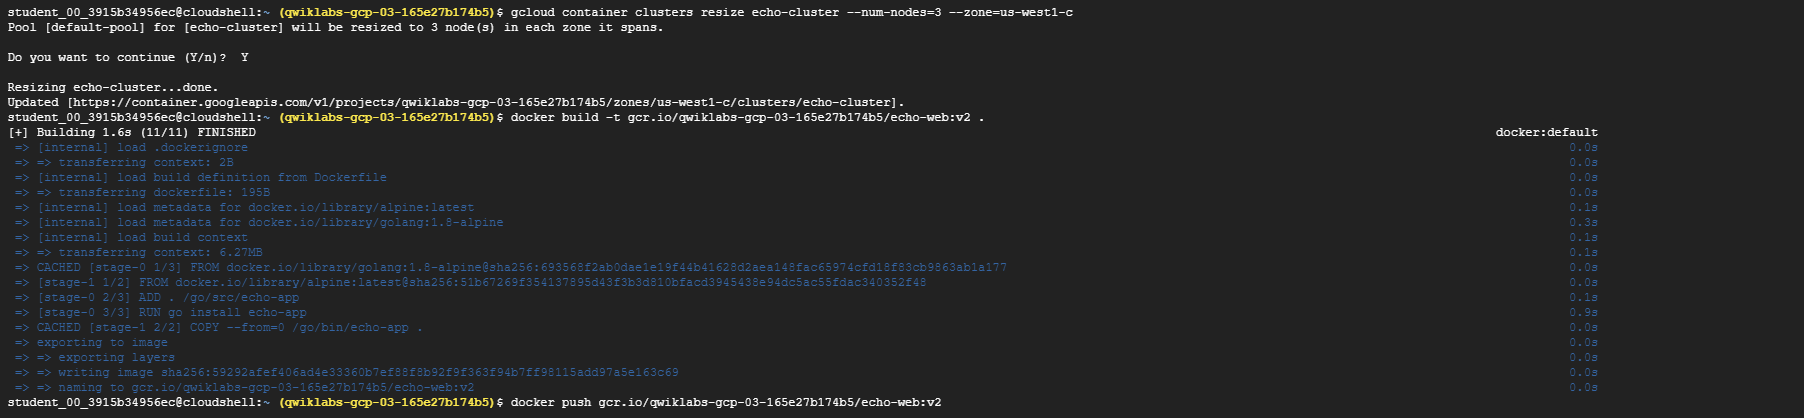 student_00_3915b34956ec@cloudshell:~ (qwiklabs-gcp-03-165e27b174b5)$ gcloud container clusters resize echo-cluster --num-nodes=3 --zone=us-west1-c
Pool [default-pool] for [echo-cluster] will be resized to 3 node(s) in each zone it spans.
Do you want to continue (Y/n)?  Y
Resizing echo-cluster...done.
Updated [https://container.googleapis.com/v1/projects/qwiklabs-gcp-03-165e27b174b5/zones/us-west1-c/clusters/echo-cluster].
student_00_3915b34956ec@cloudshell:~ (qwiklabs-gcp-03-165e27b174b5)$ docker build -t gcr.io/qwiklabs-gcp-03-165e27b174b5/echo-web:v2 .
[+] Building 1.6s (11/11) FINISHED docker:default
=> [internal] load .dockerignore 0.0s
=> => transferring context: 2B 0.0s
=> [internal] load build definition from Dockerfile 0.0s
=> => transferring dockerfile: 195B 0.0s
=> [internal] load metadata for docker.io/library/alpine:latest 0.1s
=> [internal] load metadata for docker.io/library/golang:1.8-alpine 0.3s
=> [internal] load build context 0.1s
=> => transferring context: 6.27MB 0.1s
=> CACHED [stage-0 1/3] FROM docker.io/library/golang:1.8-alpine@sha256:693568f2ab0dae1e19f44b41628d2aea148fac65974cfd18f83cb9863ab1a177 0.0s
=> [stage-1 1/2] FROM docker.io/library/alpine:latest@sha256:51b67269f354137895d43f3b3d810bfacd3945438e94dc5ac55fdac340352f48 0.0s
=> [stage-0 2/3] ADD . /go/src/echo-app 0.1s
=> [stage-0 3/3] RUN go install echo-app 0.9s
=> CACHED [stage-1 2/2] COPY --from=0 /go/bin/echo-app . 0.0s
=> exporting to image 0.0s
=> => exporting layers 0.0s
=> => writing image sha256:59292afef406ad4e33360b7ef88f8b92f9f363f94b7ff98115add97a5e163c69 0.0s
=> => naming to gcr.io/qwiklabs-gcp-03-165e27b174b5/echo-web:v2 0.0s
student_00_3915b34956ec@cloudshell:~ (qwiklabs-gcp-03-165e27b174b5)$ docker push gcr.io/qwiklabs-gcp-03-165e27b174b5/echo-web:v2